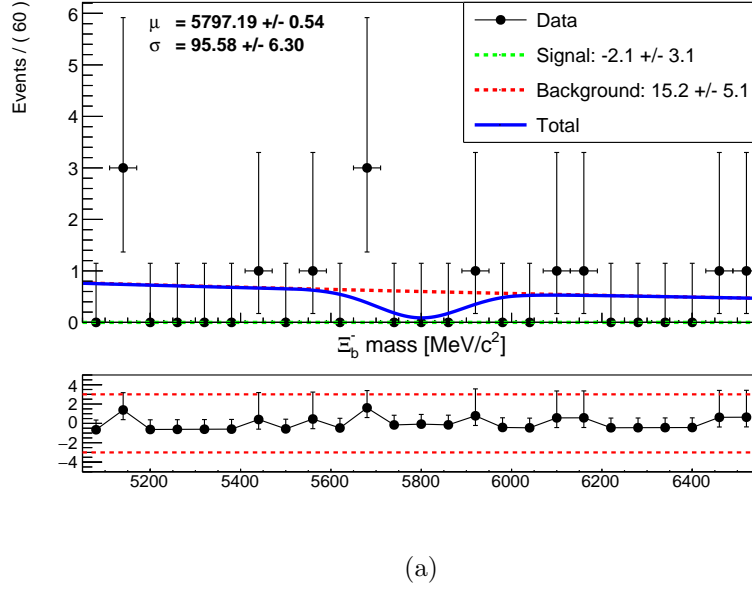 μ = 5797.19 +/- 0.54
σ = 95.58 +/- 6.30
Data
Signal: -2.1 +/- 3.1
Background: 15.2 +/- 5.1
Total
Events / ( 60 )
6
5
4
3
2
1
0
Ξ_b^- mass [MeV/c^2]
4
2
0
−2
−4
5200 5400 5600 5800 6000 6200 6400
(a)